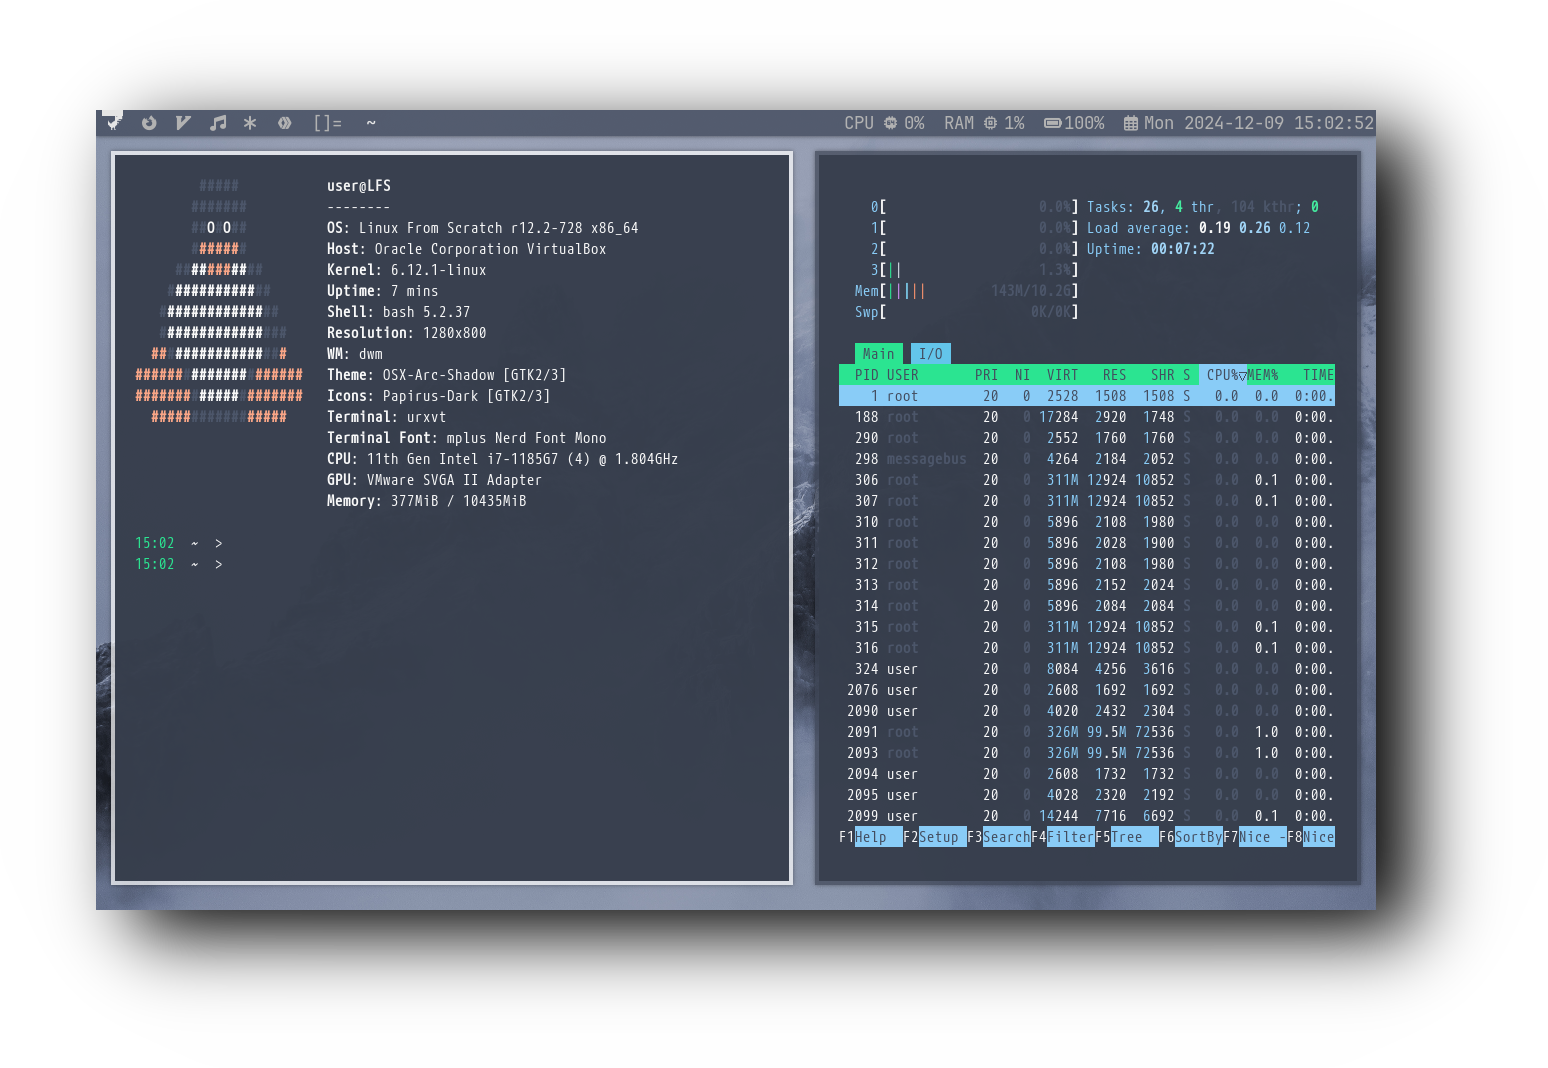 []= ~ CPU 0% RAM 1% 100% Mon 2024-12-09 15:02:52
#####
#######
##O#O##
#######
###########
#############
###############
################
##################
#####################
#####################
#################
user@LFS
--------
OS: Linux From Scratch r12.2-728 x86_64
Host: Oracle Corporation VirtualBox
Kernel: 6.12.1-linux
Uptime: 7 mins
Shell: bash 5.2.37
Resolution: 1280x800
WM: dwm
Theme: OSX-Arc-Shadow [GTK2/3]
Icons: Papirus-Dark [GTK2/3]
Terminal: urxvt
Terminal Font: mplus Nerd Font Mono
CPU: 11th Gen Intel i7-1185G7 (4) @ 1.804GHz
GPU: VMware SVGA II Adapter
Memory: 377MiB / 10435MiB
15:02 ~ >
15:02 ~ >
0[ 0.0%] Tasks: 26, 4 thr, 104 kthr; 0
1[ 0.0%] Load average: 0.19 0.26 0.12
2[ 0.0%] Uptime: 00:07:22
3[|| 1.3%]
Mem[||||| 143M/10.2G]
Swp[ 0K/0K]
Main I/O
PID USER PRI NI VIRT RES SHR S CPU%▽MEM% TIME
1 root 20 0 2528 1508 1508 S 0.0 0.0 0:00.
188 root 20 0 17284 2920 1748 S 0.0 0.0 0:00.
290 root 20 0 2552 1760 1760 S 0.0 0.0 0:00.
298 messagebus 20 0 4264 2184 2052 S 0.0 0.0 0:00.
306 root 20 0 311M 12924 10852 S 0.0 0.1 0:00.
307 root 20 0 311M 12924 10852 S 0.0 0.1 0:00.
310 root 20 0 5896 2108 1980 S 0.0 0.0 0:00.
311 root 20 0 5896 2028 1900 S 0.0 0.0 0:00.
312 root 20 0 5896 2108 1980 S 0.0 0.0 0:00.
313 root 20 0 5896 2152 2024 S 0.0 0.0 0:00.
314 root 20 0 5896 2084 2084 S 0.0 0.0 0:00.
315 root 20 0 311M 12924 10852 S 0.0 0.1 0:00.
316 root 20 0 311M 12924 10852 S 0.0 0.1 0:00.
324 user 20 0 8084 4256 3616 S 0.0 0.0 0:00.
2076 user 20 0 2608 1692 1692 S 0.0 0.0 0:00.
2090 user 20 0 4020 2432 2304 S 0.0 0.0 0:00.
2091 root 20 0 326M 99.5M 72536 S 0.0 1.0 0:00.
2093 root 20 0 326M 99.5M 72536 S 0.0 1.0 0:00.
2094 user 20 0 2608 1732 1732 S 0.0 0.0 0:00.
2095 user 20 0 4028 2320 2192 S 0.0 0.0 0:00.
2099 user 20 0 14244 7716 6692 S 0.0 0.1 0:00.
F1Help F2Setup F3SearchF4FilterF5Tree F6SortByF7Nice -F8Nice